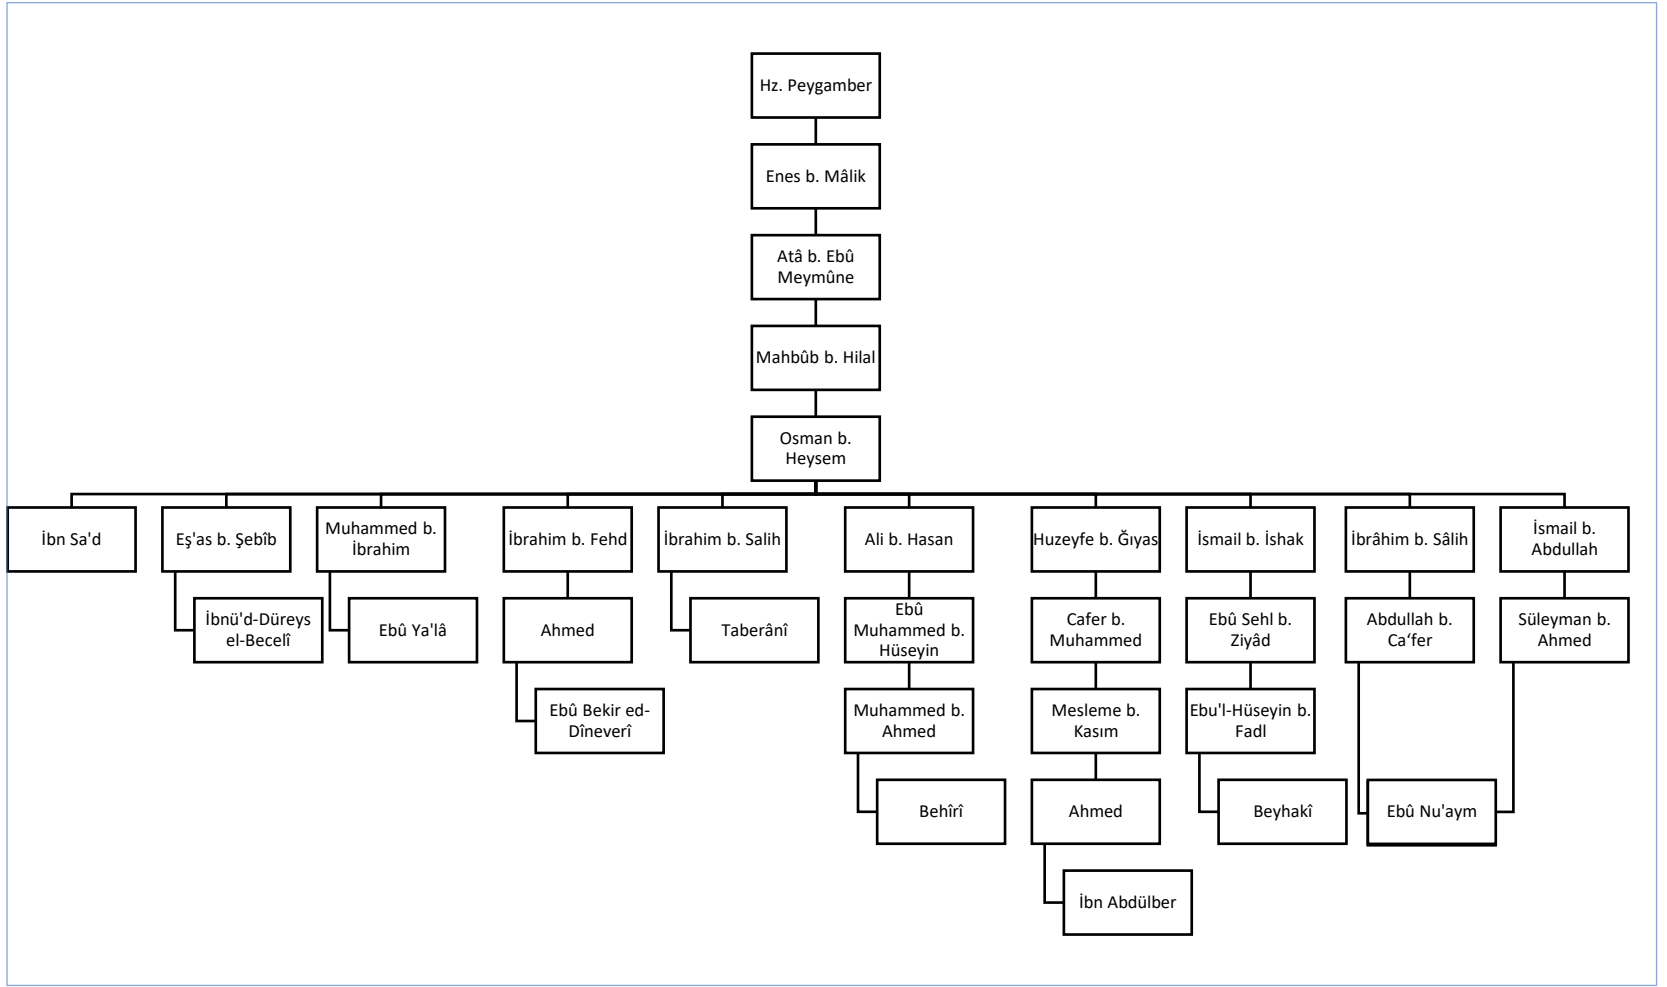 Hz. Peygamber
Enes b. Mâlik
Atâ b. Ebû
Meymûne
Mahbûb b. Hilal
Osman b.
Heysem
İbn Sa'd
Eş'as b. Şebîb
Muhammed b.
İbrahim
İbrahim b. Fehd
İbrahim b. Salih
Ali b. Hasan
Huzeyfe b. Ğıyas
İsmail b. İshak
İbrâhim b. Sâlih
İsmail b.
Abdullah
İbnü'd-Düreys
el-Becelî
Ebû Ya'lâ
Ahmed
Taberânî
Ebû
Muhammed b.
Hüseyin
Cafer b.
Muhammed
Ebû Sehl b.
Ziyâd
Abdullah b.
Ca‘fer
Süleyman b.
Ahmed
Ebû Bekir ed-
Dîneverî
Muhammed b.
Ahmed
Mesleme b.
Kasım
Ebu'l-Hüseyin b.
Fadl
Behîrî
Ahmed
Beyhakî
Ebû Nu'aym
İbn Abdülber